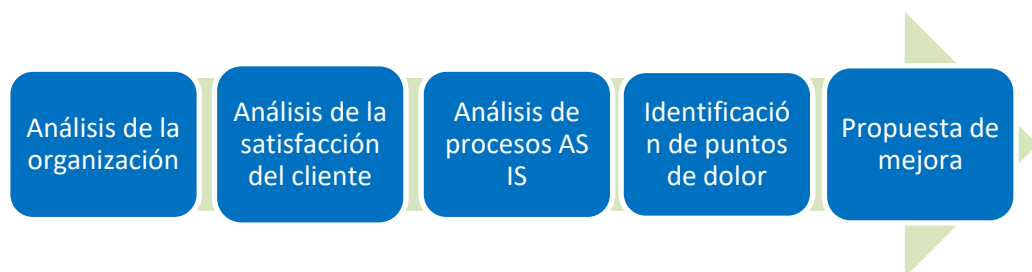 Análisis de la
organización
Análisis de la
satisfacción
del cliente
Análisis de
procesos AS
IS
Identificació
n de puntos
de dolor
Propuesta de
mejora